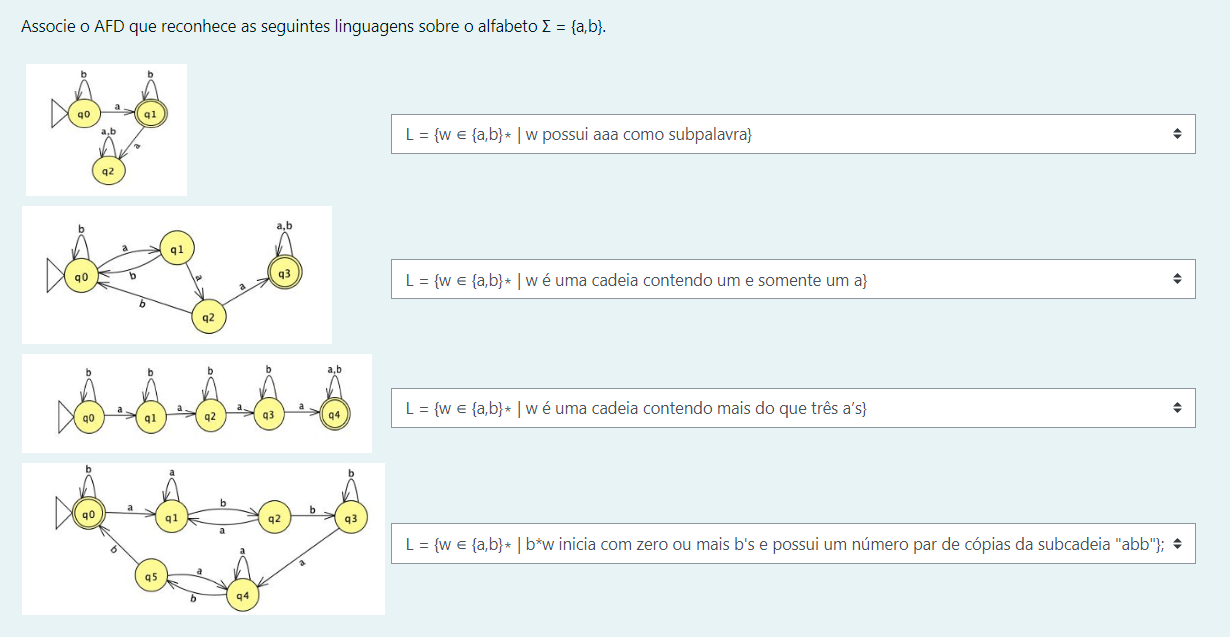 Associe o AFD que reconhece as seguintes linguagens sobre o alfabeto Σ = {a,b}.
b b
q0 a q1
a,b a
q2
L = {w ∈ {a,b}* | w possui aaa como subpalavra}
b a q1 a,b
q0 b a q3
b a
q2
L = {w ∈ {a,b}* | w é uma cadeia contendo um e somente um a}
b b b b a,b
q0 a q1 a q2 a q3 a q4
L = {w ∈ {a,b}* | w é uma cadeia contendo mais do que três a's}
b a b
q0 a q1 b q2 b q3
a
b a a
q5 a q4
b
L = {w ∈ {a,b}* | b*w inicia com zero ou mais b's e possui um número par de cópias da subcadeia "abb"};